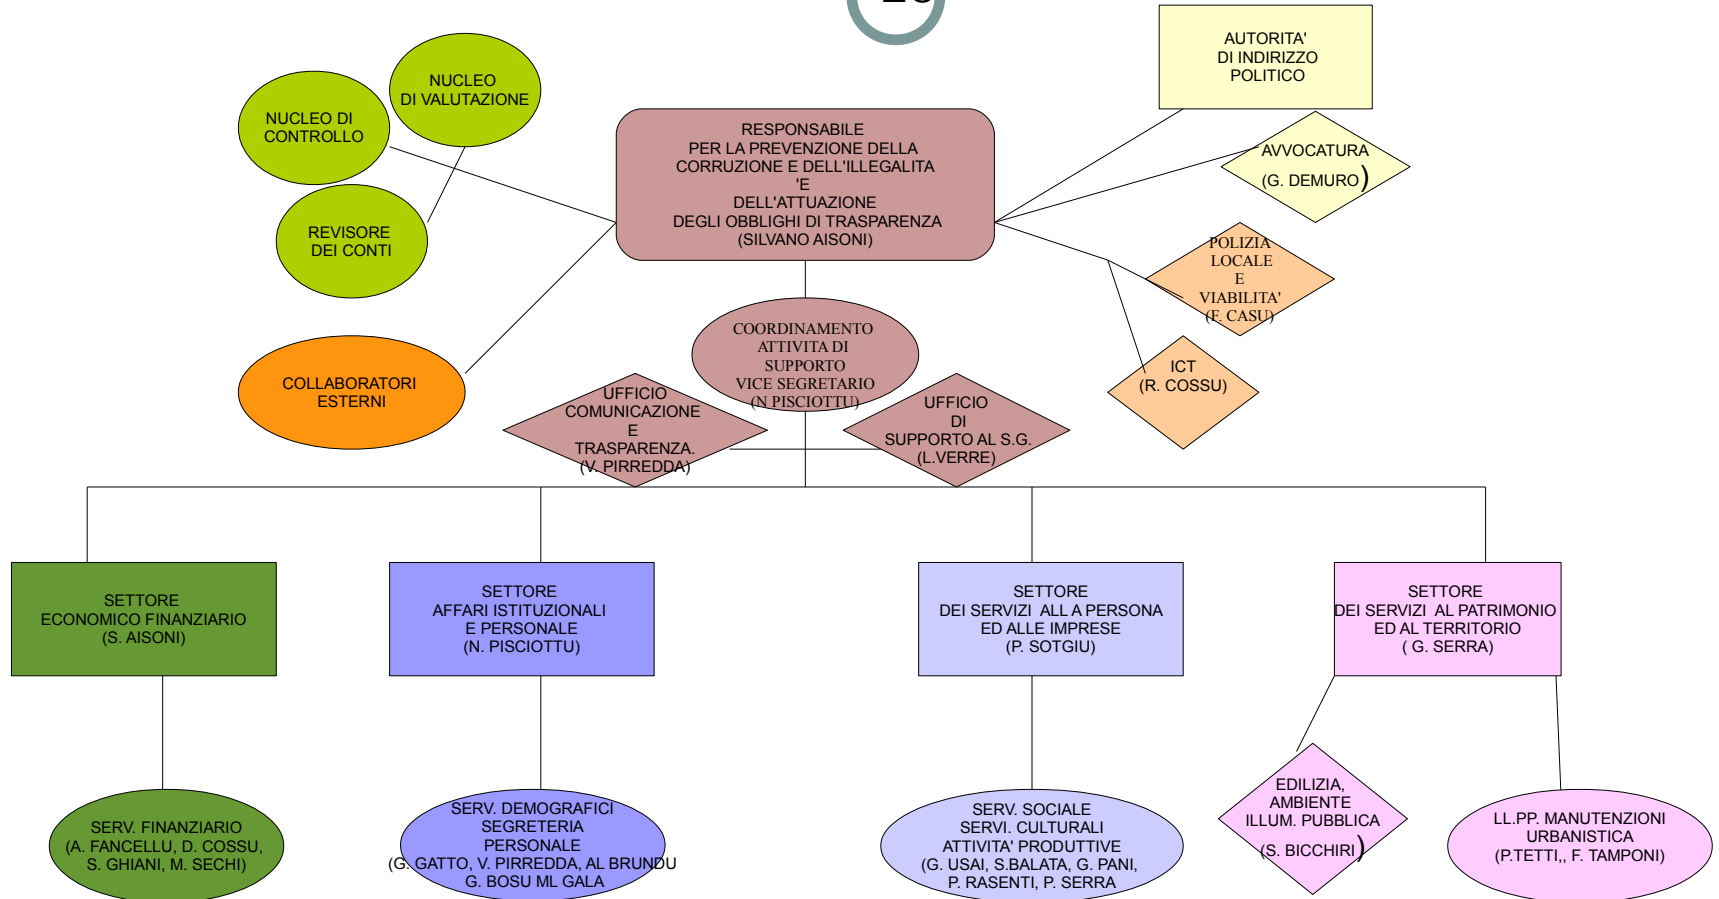 NUCLEO
DI VALUTAZIONE
NUCLEO DI
CONTROLLO
REVISORE
DEI CONTI
COLLABORATORI
ESTERNI
RESPONSABILE
PER LA PREVENZIONE DELLA
CORRUZIONE E DELL'ILLEGALITA
'E
DELL'ATTUAZIONE
DEGLI OBBLIGHI DI TRASPARENZA
(SILVANO AISONI)
AUTORITA'
DI INDIRIZZO
POLITICO
AVVOCATURA
(G. DEMURO)
POLIZIA
LOCALE
E
VIABILITA'
(F. CASU)
ICT
(R. COSSU)
COORDINAMENTO
ATTIVITA DI
SUPPORTO
VICE SEGRETARIO
(N PISCIOTTU)
UFFICIO
COMUNICAZIONE
E
TRASPARENZA.
(V. PIRREDDA)
UFFICIO
DI
SUPPORTO AL S.G.
(L.VERRE)
SETTORE
ECONOMICO FINANZIARIO
(S. AISONI)
SETTORE
AFFARI ISTITUZIONALI
E PERSONALE
(N. PISCIOTTU)
SETTORE
DEI SERVIZI ALL A PERSONA
ED ALLE IMPRESE
(P. SOTGIU)
SETTORE
DEI SERVIZI AL PATRIMONIO
ED AL TERRITORIO
( G. SERRA)
SERV. FINANZIARIO
(A. FANCELLU, D. COSSU,
S. GHIANI, M. SECHI)
SERV. DEMOGRAFICI
SEGRETERIA
PERSONALE
(G. GATTO, V. PIRREDDA, AL BRUNDU
G. BOSU ML GALA
SERV. SOCIALE
SERVI. CULTURALI
ATTIVITA' PRODUTTIVE
(G. USAI, S.BALATA, G. PANI,
P. RASENTI, P. SERRA
EDILIZIA,
AMBIENTE
ILLUM. PUBBLICA
(S. BICCHIRI)
LL.PP. MANUTENZIONI
URBANISTICA
(P.TETTI,, F. TAMPONI)